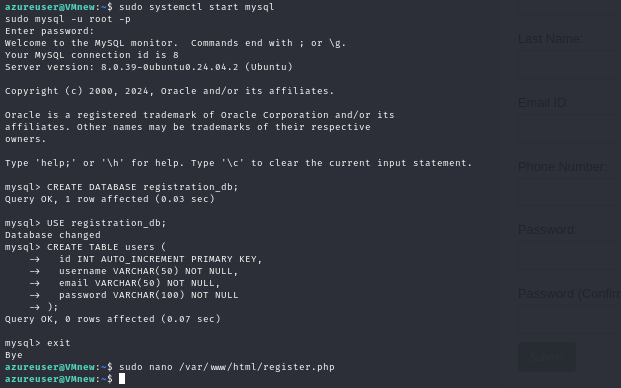 azureuser@VMnew:~$ sudo systemctl start mysql
sudo mysql -u root -p
Enter password:
Welcome to the MySQL monitor.  Commands end with ; or \g.
Your MySQL connection id is 8
Server version: 8.0.39-0ubuntu0.24.04.2 (Ubuntu)

Copyright (c) 2000, 2024, Oracle and/or its affiliates.

Oracle is a registered trademark of Oracle Corporation and/or its
affiliates. Other names may be trademarks of their respective
owners.

Type 'help;' or '\h' for help. Type '\c' to clear the current input statement.

mysql> CREATE DATABASE registration_db;
Query OK, 1 row affected (0.03 sec)

mysql> USE registration_db;
Database changed
mysql> CREATE TABLE users (
    ->   id INT AUTO_INCREMENT PRIMARY KEY,
    ->   username VARCHAR(50) NOT NULL,
    ->   email VARCHAR(50) NOT NULL,
    ->   password VARCHAR(100) NOT NULL
    -> );
Query OK, 0 rows affected (0.07 sec)

mysql> exit
Bye
azureuser@VMnew:~$ sudo nano /var/www/html/register.php
azureuser@VMnew:~$
Last Name:
Email ID:
Phone Number:
Password:
Password (Confir